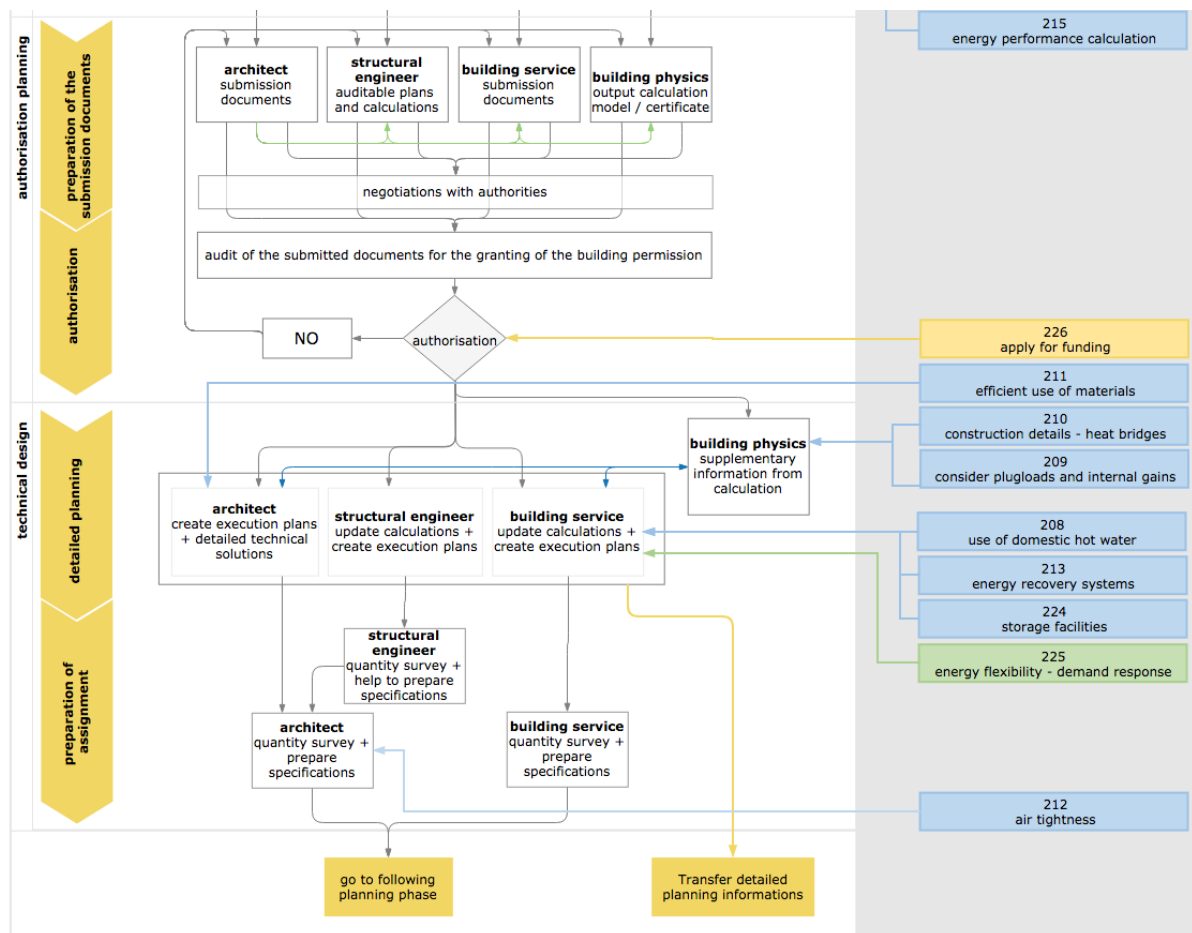 215
energy performance calculation
authorisation planning
preparation of the
submission documents
architect
submission
documents
structural
engineer
auditable plans
and calculations
building service
submission
documents
building physics
output calculation
model / certificate
negotiations with authorities
audit of the submitted documents for the granting of the building permission
authorisation
NO
authorisation
226
apply for funding
211
efficient use of materials
210
construction details - heat bridges
209
consider plugloads and internal gains
technical design
detailed planning
building physics
supplementary
information from
calculation
architect
create execution plans
+ detailed technical
solutions
structural engineer
update calculations +
create execution plans
building service
update calculations +
create execution plans
208
use of domestic hot water
213
energy recovery systems
224
storage facilities
225
energy flexibility - demand response
preparation of
assignment
structural
engineer
quantity survey +
help to prepare
specifications
architect
quantity survey +
prepare
specifications
building service
quantity survey +
prepare
specifications
212
air tightness
go to following
planning phase
Transfer detailed
planning informations